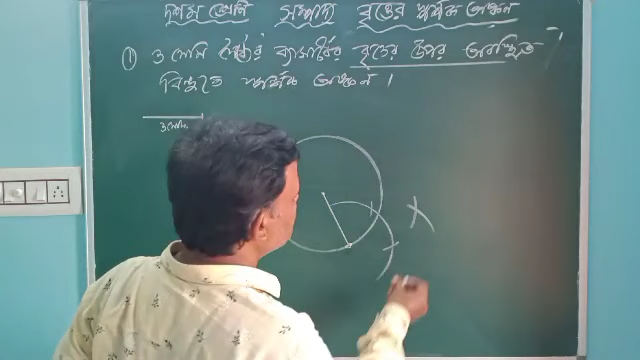 দশম শ্রেণী সম্পাদ্য বৃত্তের স্পর্শক অঙ্কন
① ৩ সেমি দৈর্ঘ্যের ব্যাসার্ধের বৃত্তের উপর অবস্থিত
বিন্দুতে স্পর্শক অঙ্কন।
৩ সেমি.